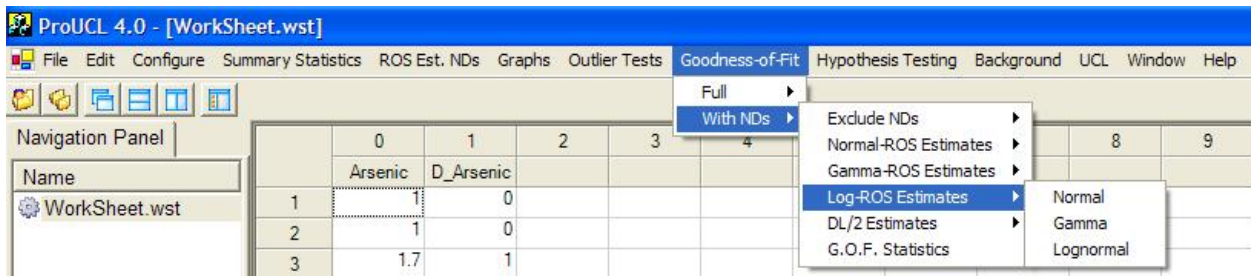 ProUCL 4.0 - [WorkSheet.wst]
File Edit Configure Summary Statistics ROS Est. NDs Graphs Outlier Tests Goodness-of-Fit Hypothesis Testing Background UCL Window Help
Full
With NDs
Exclude NDs
Normal-ROS Estimates
Gamma-ROS Estimates
Log-ROS Estimates
DL/2 Estimates
G.O.F. Statistics
Normal
Gamma
Lognormal
Navigation Panel
Name
WorkSheet.wst
0 1 2 3 4 8 9
Arsenic D_Arsenic
1 1 0
2 1 0
3 1.7 1